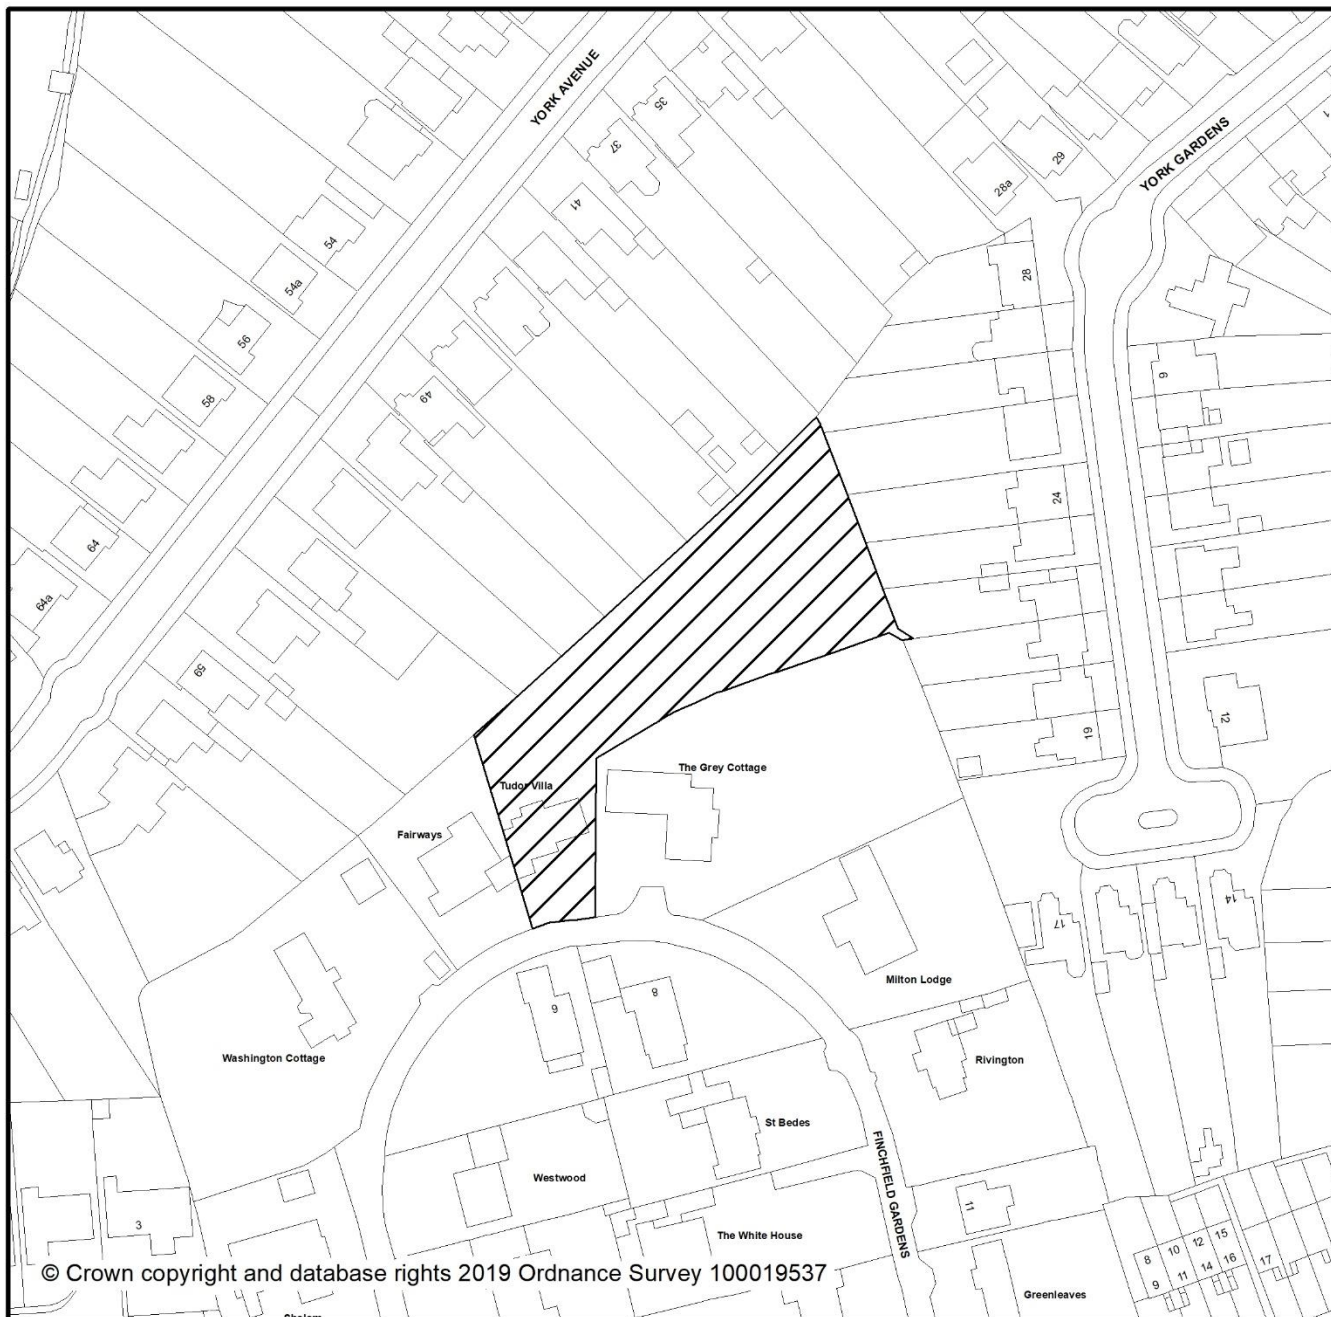 YORK AVENUE
35
37
41
YORK GARDENS
1
29
28a
28
54
54a
56
58
49
9
24
64
64a
59
12
19
Tudor Villa
The Grey Cottage
Fairways
17
14
Milton Lodge
6
8
Washington Cottage
Rivington
St Bedes
FINCHFIELD GARDENS
Westwood
11
3
The White House
8 10 12 15
9 11 14 16 17
© Crown copyright and database rights 2019 Ordnance Survey 100019537
Greenleaves